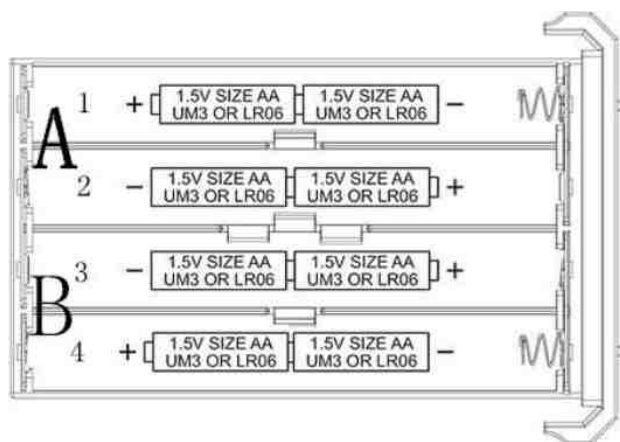 1 + 1.5V SIZE AA 1.5V SIZE AA -
UM3 OR LR06 UM3 OR LR06
A
2 - 1.5V SIZE AA 1.5V SIZE AA +
UM3 OR LR06 UM3 OR LR06
3 - 1.5V SIZE AA 1.5V SIZE AA +
UM3 OR LR06 UM3 OR LR06
B
4 + 1.5V SIZE AA 1.5V SIZE AA -
UM3 OR LR06 UM3 OR LR06